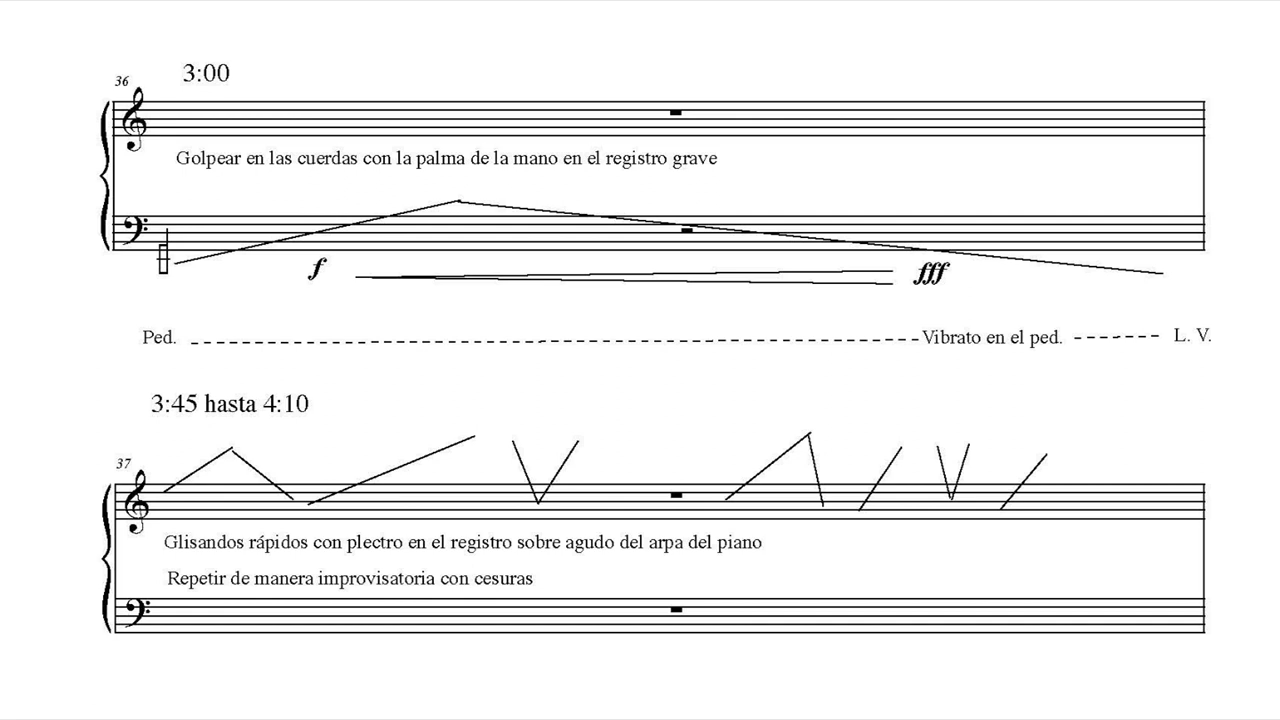 3:00
36
Golpear en las cuerdas con la palma de la mano en el registro grave
f fff
Ped. Vibrato en el ped. L. V.
3:45 hasta 4:10
37
Glisandos rápidos con plectro en el registro sobre agudo del arpa del piano
Repetir de manera improvisatoria con cesuras